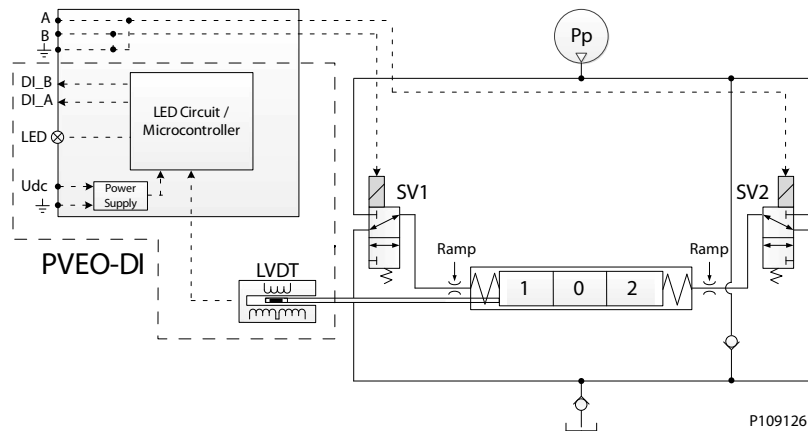 A
Pp
B
DI_B
DI_A
LED Circuit /
Microcontroller
LED
Udc
Power
Supply
SV1
SV2
PVEO-DI
LVDT
Ramp
Ramp
1 0 2
P109126